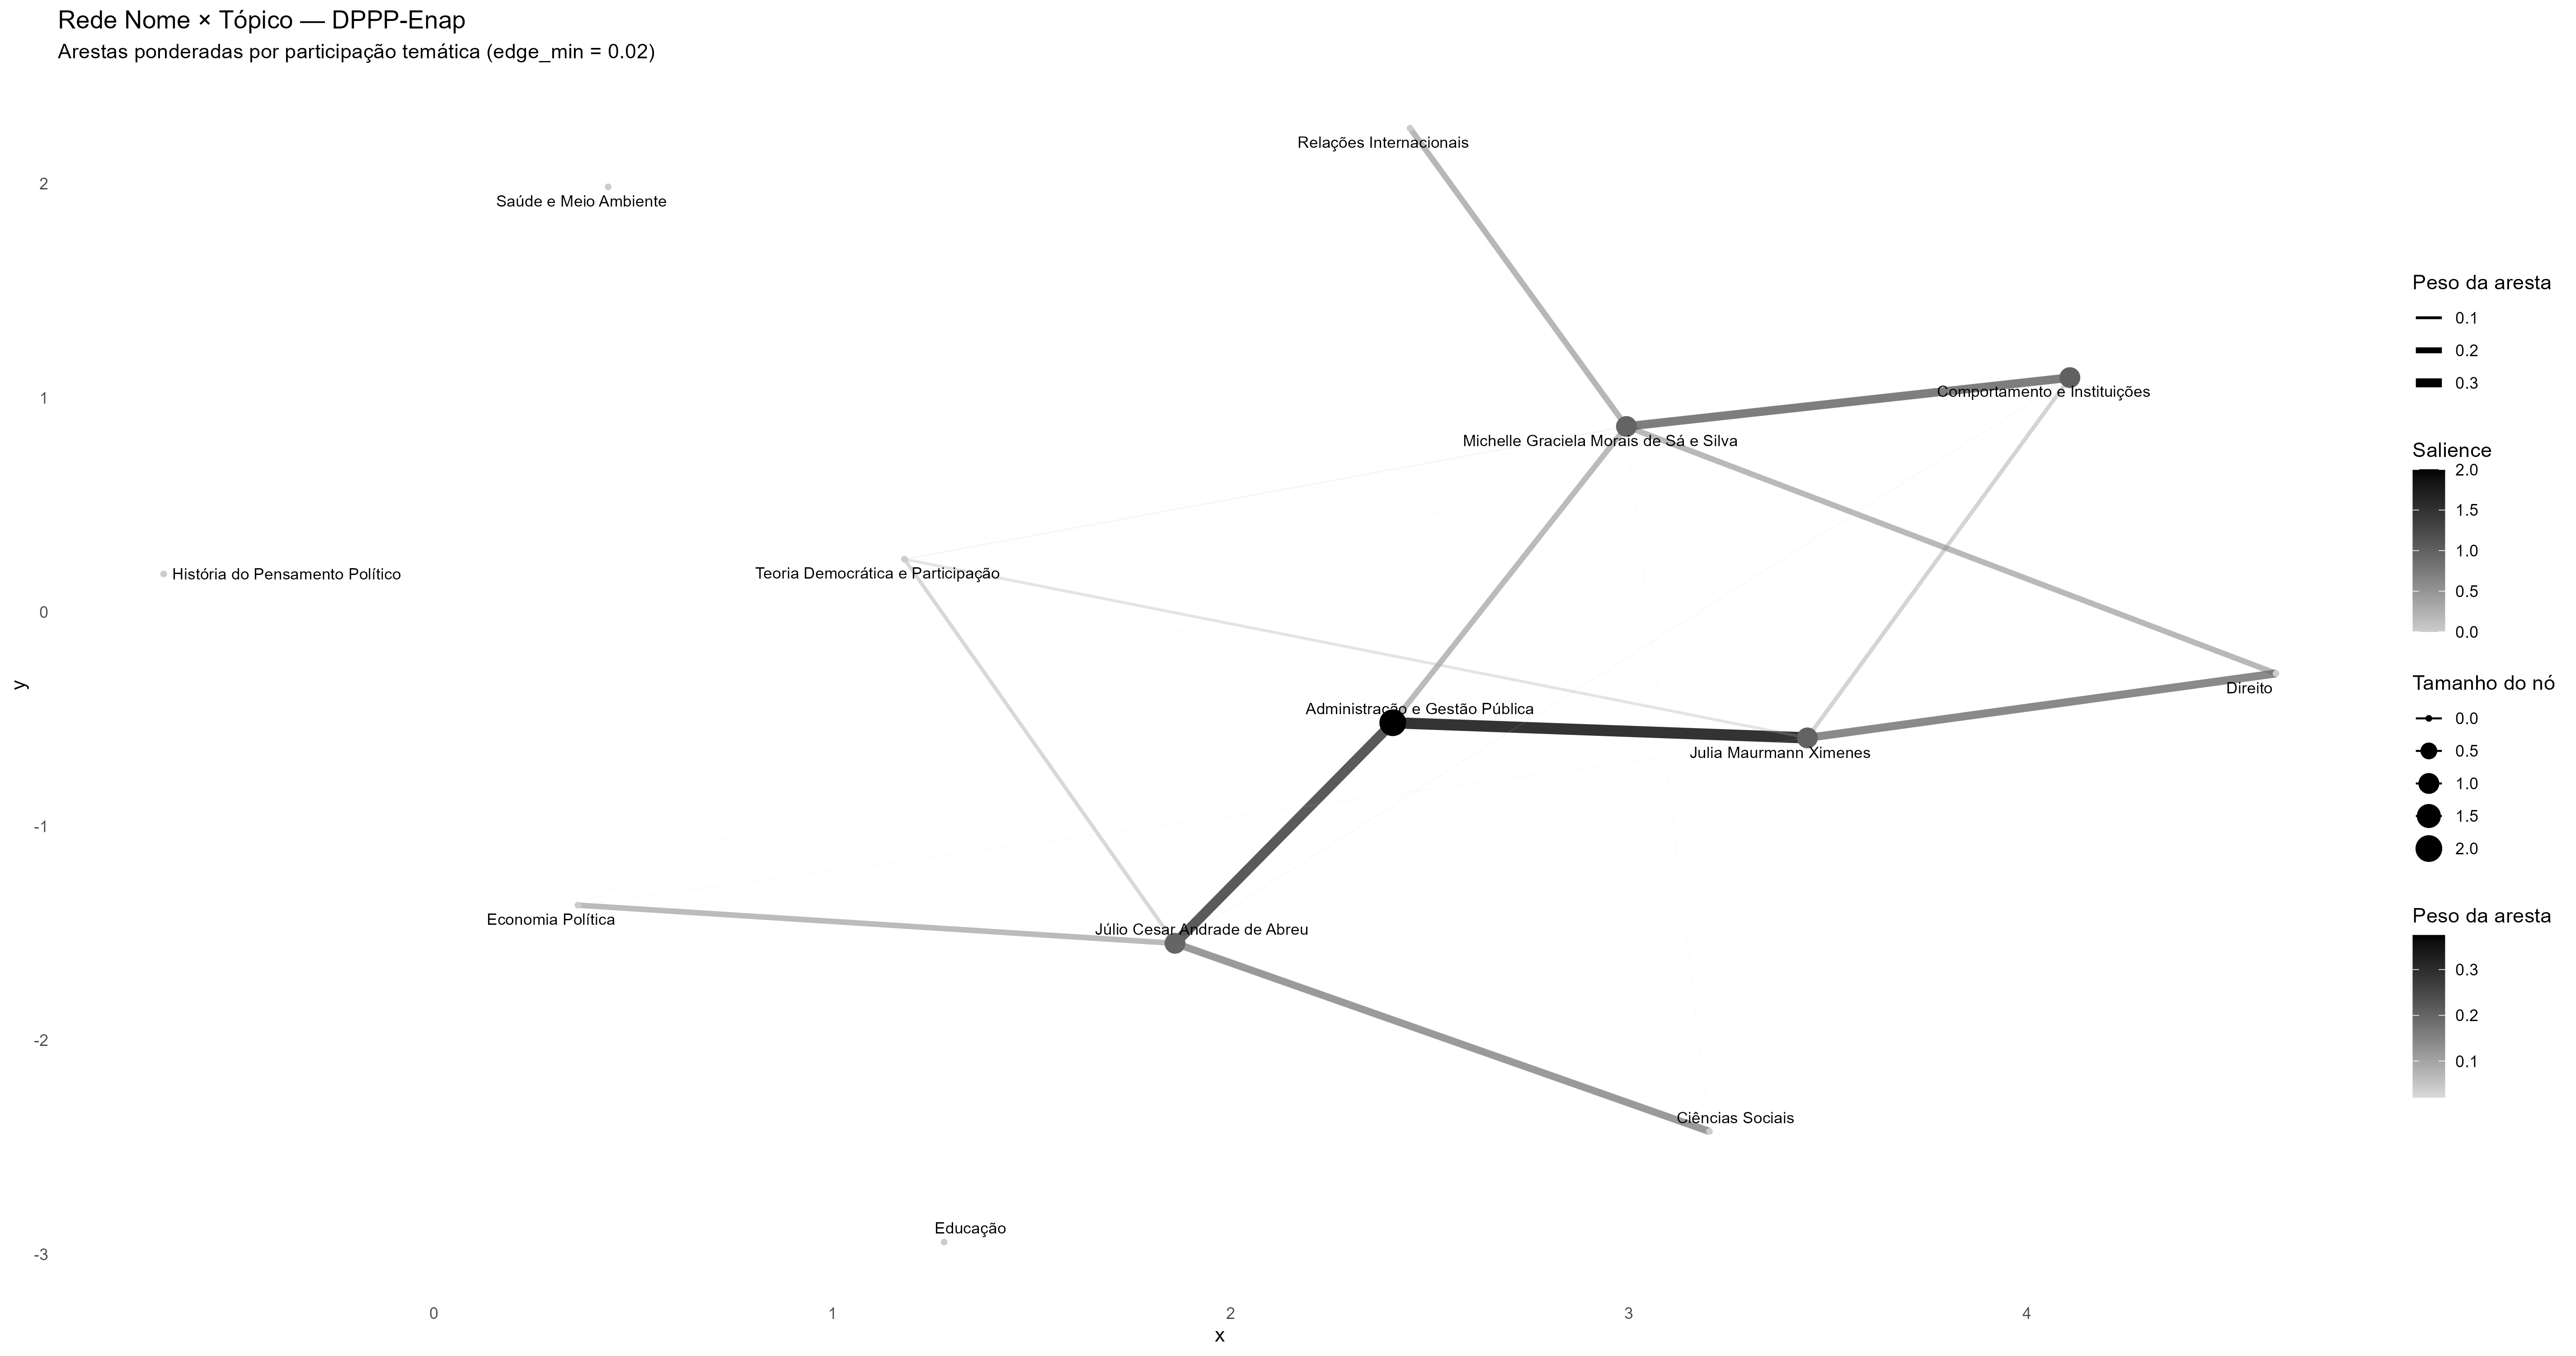 Rede Nome × Tópico — DPPP-Enap
Arestas ponderadas por participação temática (edge_min = 0.02)
Relações Internacionais
Saúde e Meio Ambiente
Comportamento e Instituições
Michelle Graciela Morais de Sá e Silva
História do Pensamento Político
Teoria Democrática e Participação
Administração e Gestão Pública
Direito
Julia Maurmann Ximenes
Economia Política
Júlio Cesar Andrade de Abreu
Ciências Sociais
Educação
y
2
1
0
-1
-2
-3
0
1
2
3
4
x
Peso da aresta
0.1
0.2
0.3
Salience
2.0
1.5
1.0
0.5
0.0
Tamanho do nó
0.0
0.5
1.0
1.5
2.0
Peso da aresta
0.3
0.2
0.1